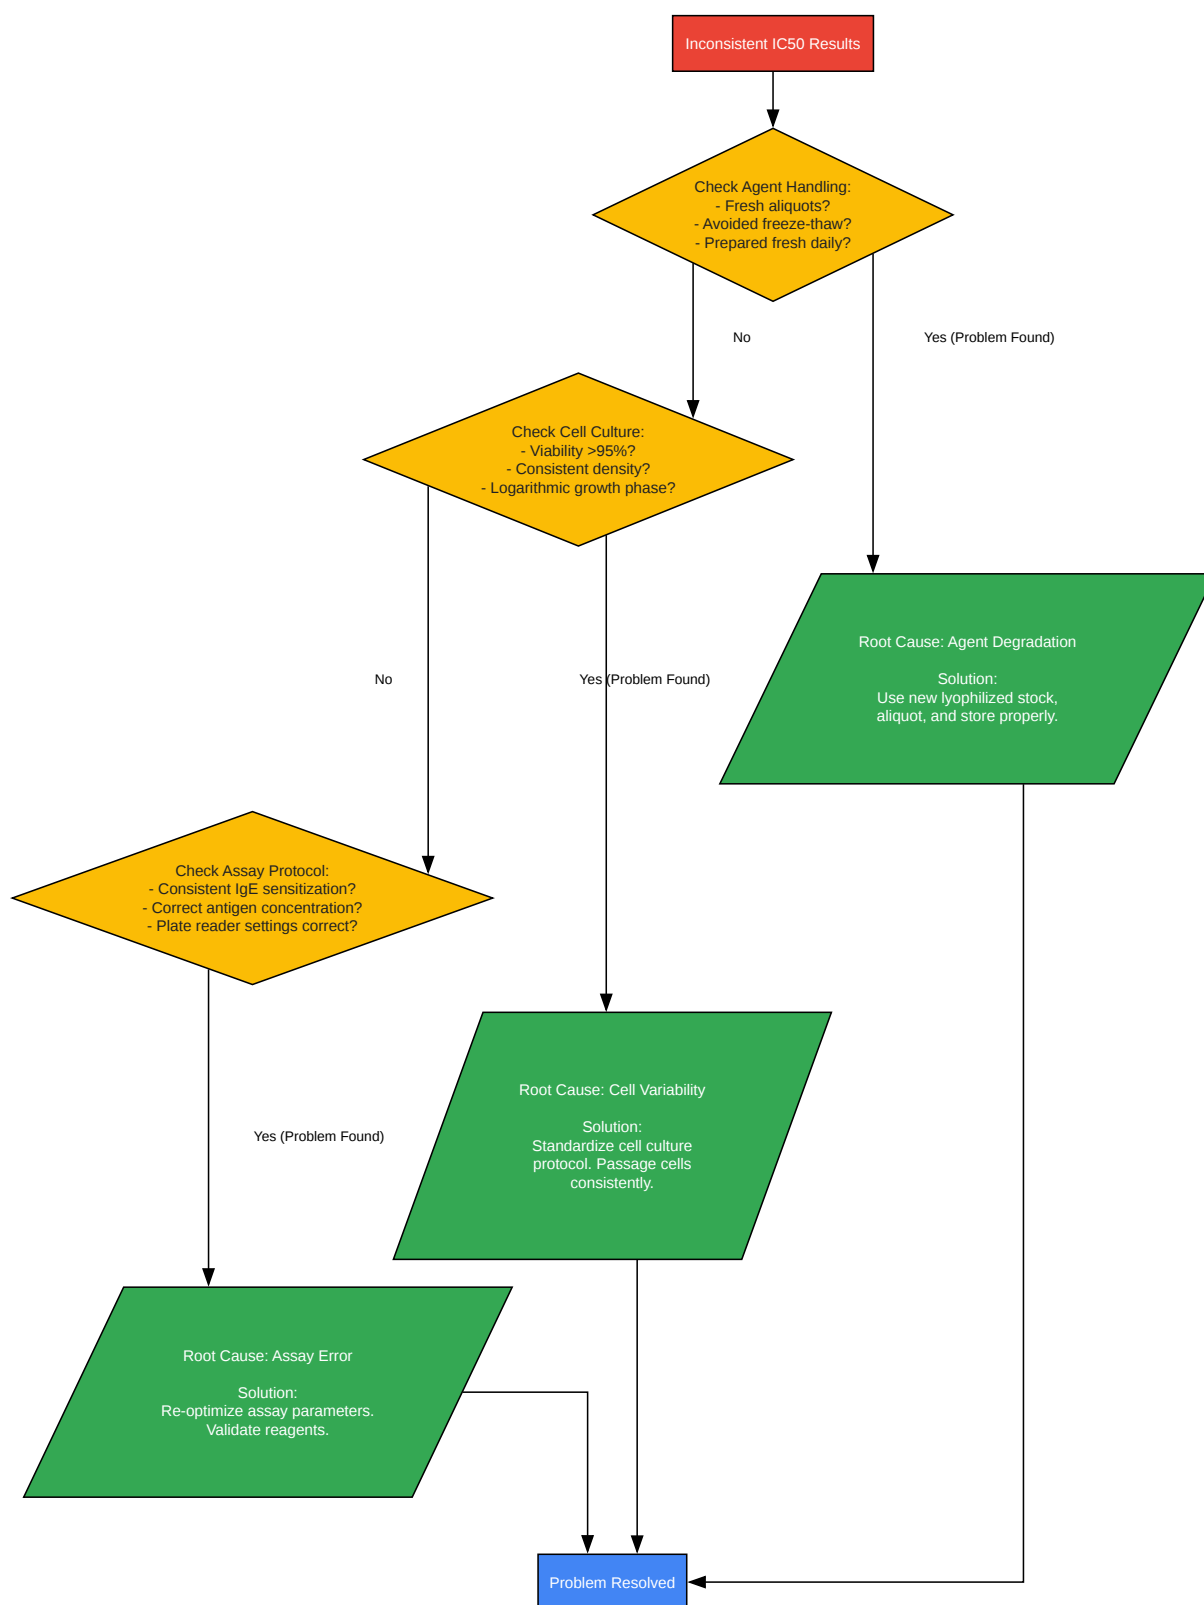 Inconsistent IC50 Results
Check Agent Handling:
- Fresh aliquots?
- Avoided freeze-thaw?
- Prepared fresh daily?
No
Yes (Problem Found)
Check Cell Culture:
- Viability >95%?
- Consistent density?
- Logarithmic growth phase?
Root Cause: Agent Degradation
Solution:
Use new lyophilized stock,
aliquot, and store properly.
No
Yes (Problem Found)
Check Assay Protocol:
- Consistent IgE sensitization?
- Correct antigen concentration?
- Plate reader settings correct?
Root Cause: Cell Variability
Solution:
Standardize cell culture
protocol. Passage cells
consistently.
Yes (Problem Found)
Root Cause: Assay Error
Solution:
Re-optimize assay parameters.
Validate reagents.
Problem Resolved